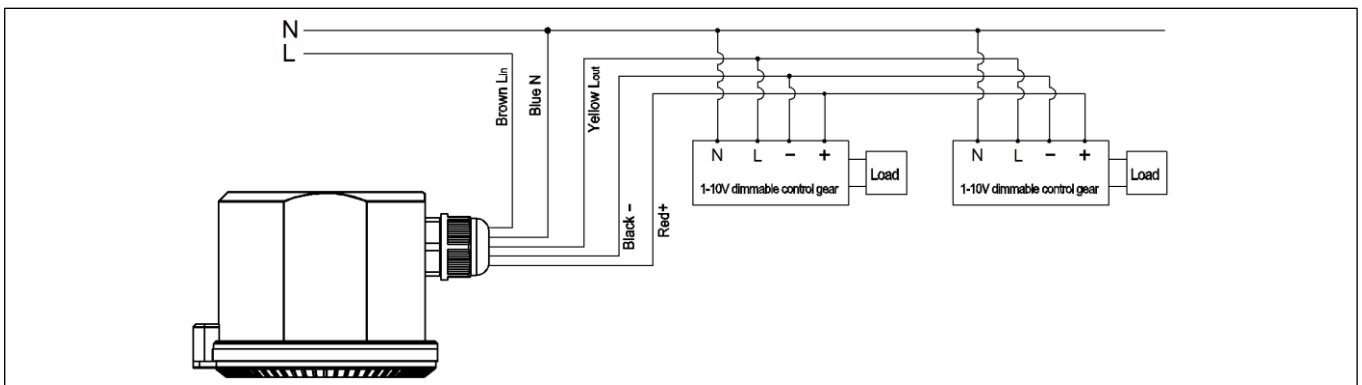 N
L
Brown Lin
Blue N
Yellow Lout
Black −
Red+
N L − +
1-10V dimmable control gear
Load
N L − +
1-10V dimmable control gear
Load